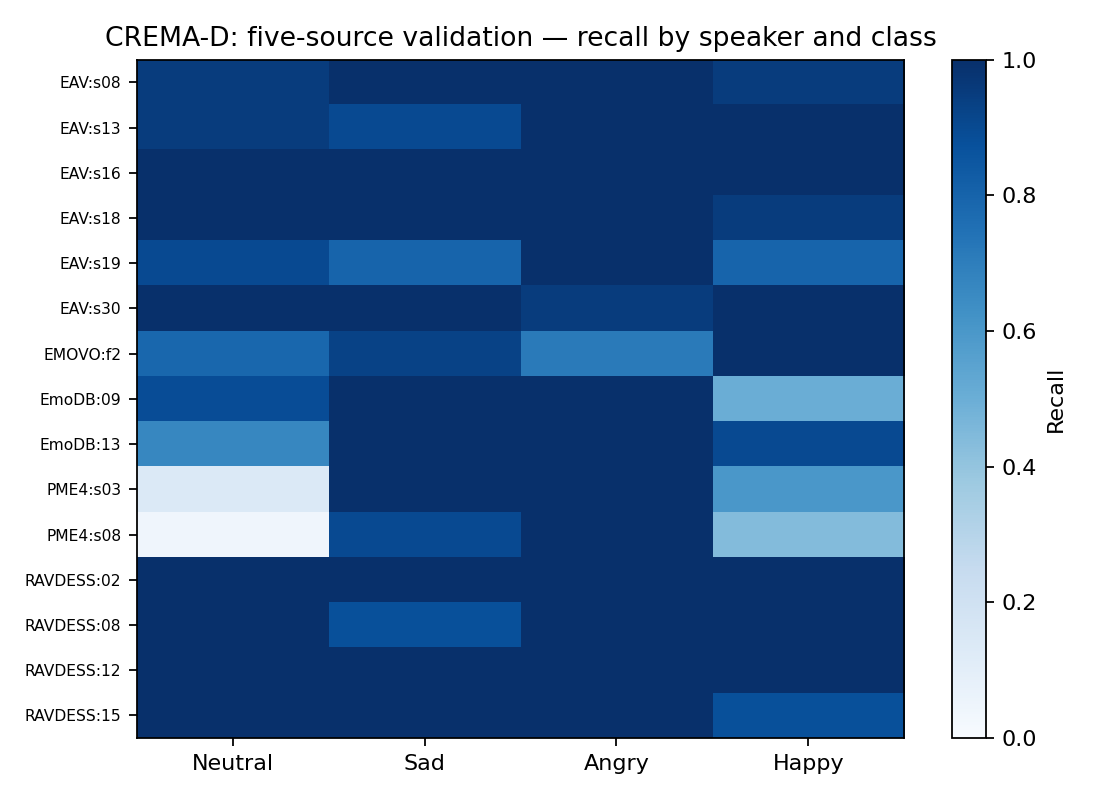 CREMA-D: five-source validation — recall by speaker and class
EAV:s08
EAV:s13
EAV:s16
EAV:s18
EAV:s19
EAV:s30
EMOVO:f2
EmoDB:09
EmoDB:13
PME4:s03
PME4:s08
RAVDESS:02
RAVDESS:08
RAVDESS:12
RAVDESS:15
Neutral Sad Angry Happy
1.0
0.8
0.6
0.4
0.2
0.0
Recall